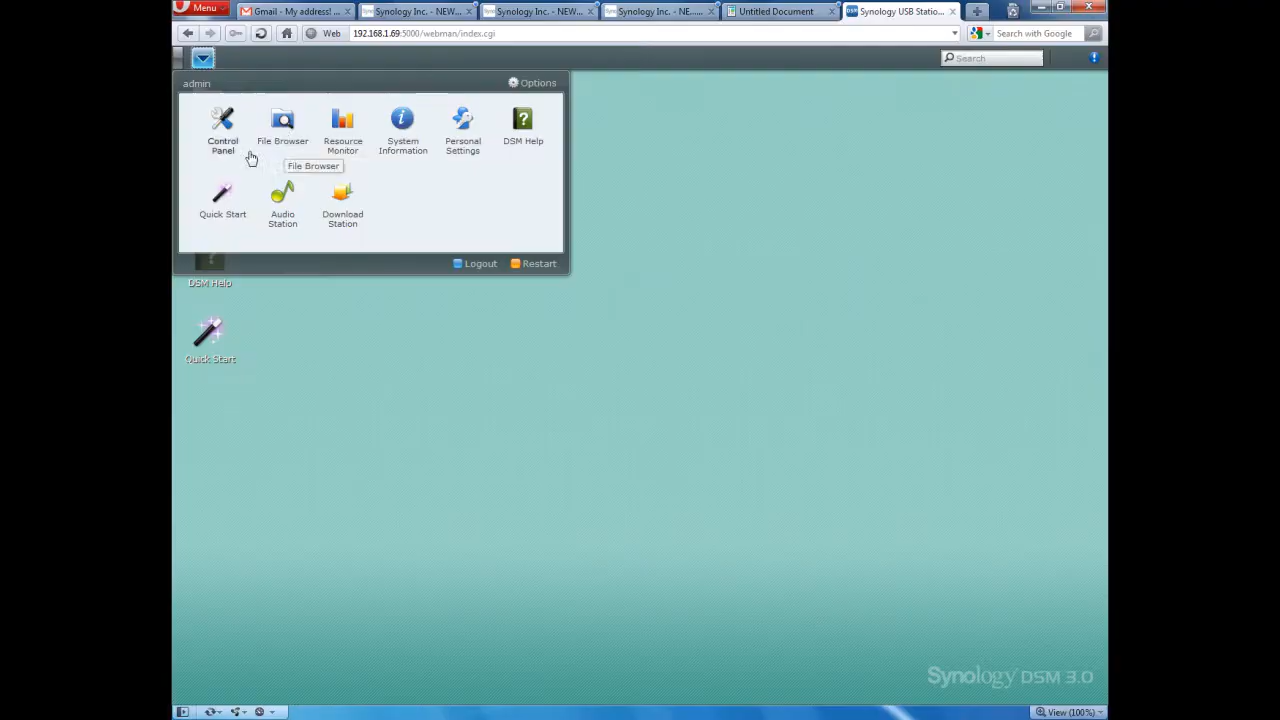 Menu
Gmail - My address! ...
Synology Inc. - NEW...
Synology Inc. - NEW...
Synology Inc. - NE......
Untitled Document
Synology USB Statio...
Web
192.168.1.69:5000/webman/index.cgi
Search with Google
Search
admin
Options
Control Panel
File Browser
Resource Monitor
System Information
Personal Settings
DSM Help
File Browser
Quick Start
Audio Station
Download Station
Logout
Restart
DSM Help
Quick Start
Synology DSM 3.0
View (100%)